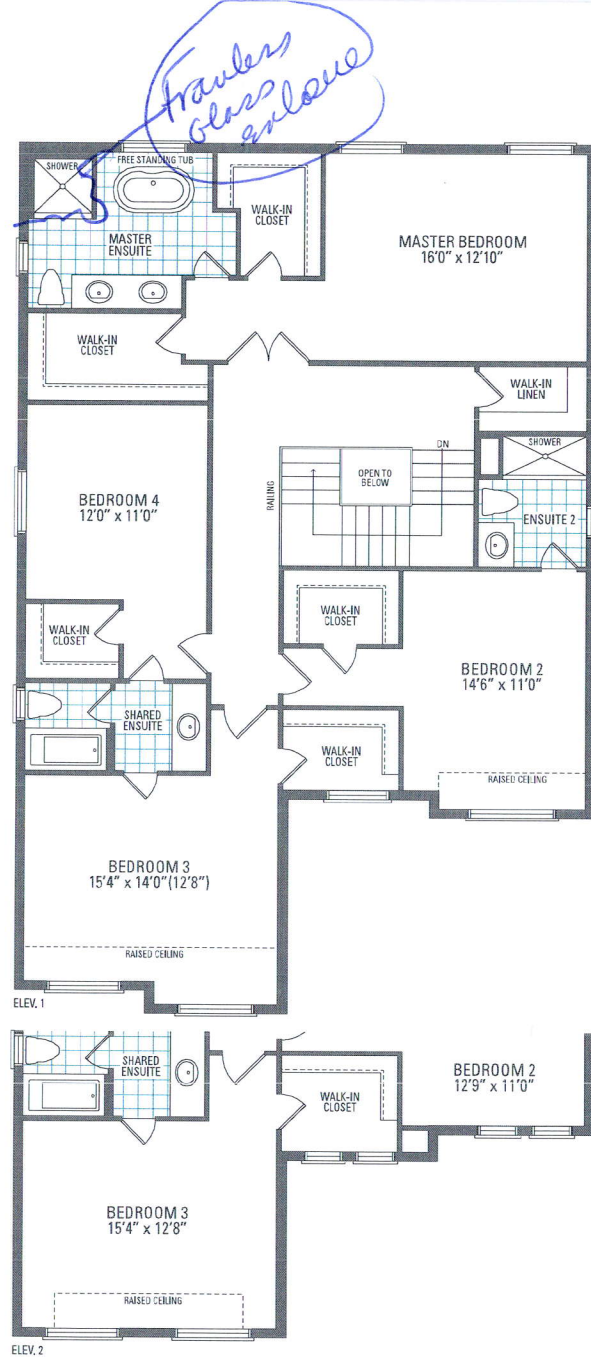 Frameless
Glass
enclosure
SHOWER
FREE STANDING TUB
WALK-IN
CLOSET
MASTER
ENSUITE
MASTER BEDROOM
16'0" x 12'10"
WALK-IN
CLOSET
WALK-IN
LINEN
DN
SHOWER
RAILING
OPEN TO
BELOW
BEDROOM 4
12'0" x 11'0"
ENSUITE 2
WALK-IN
CLOSET
WALK-IN
CLOSET
BEDROOM 2
14'6" x 11'0"
SHARED
ENSUITE
WALK-IN
CLOSET
RAISED CEILING
BEDROOM 3
15'4" x 14'0"(12'8")
RAISED CEILING
ELEV. 1
SHARED
ENSUITE
BEDROOM 2
12'9" x 11'0"
WALK-IN
CLOSET
BEDROOM 3
15'4" x 12'8"
RAISED CEILING
ELEV. 2